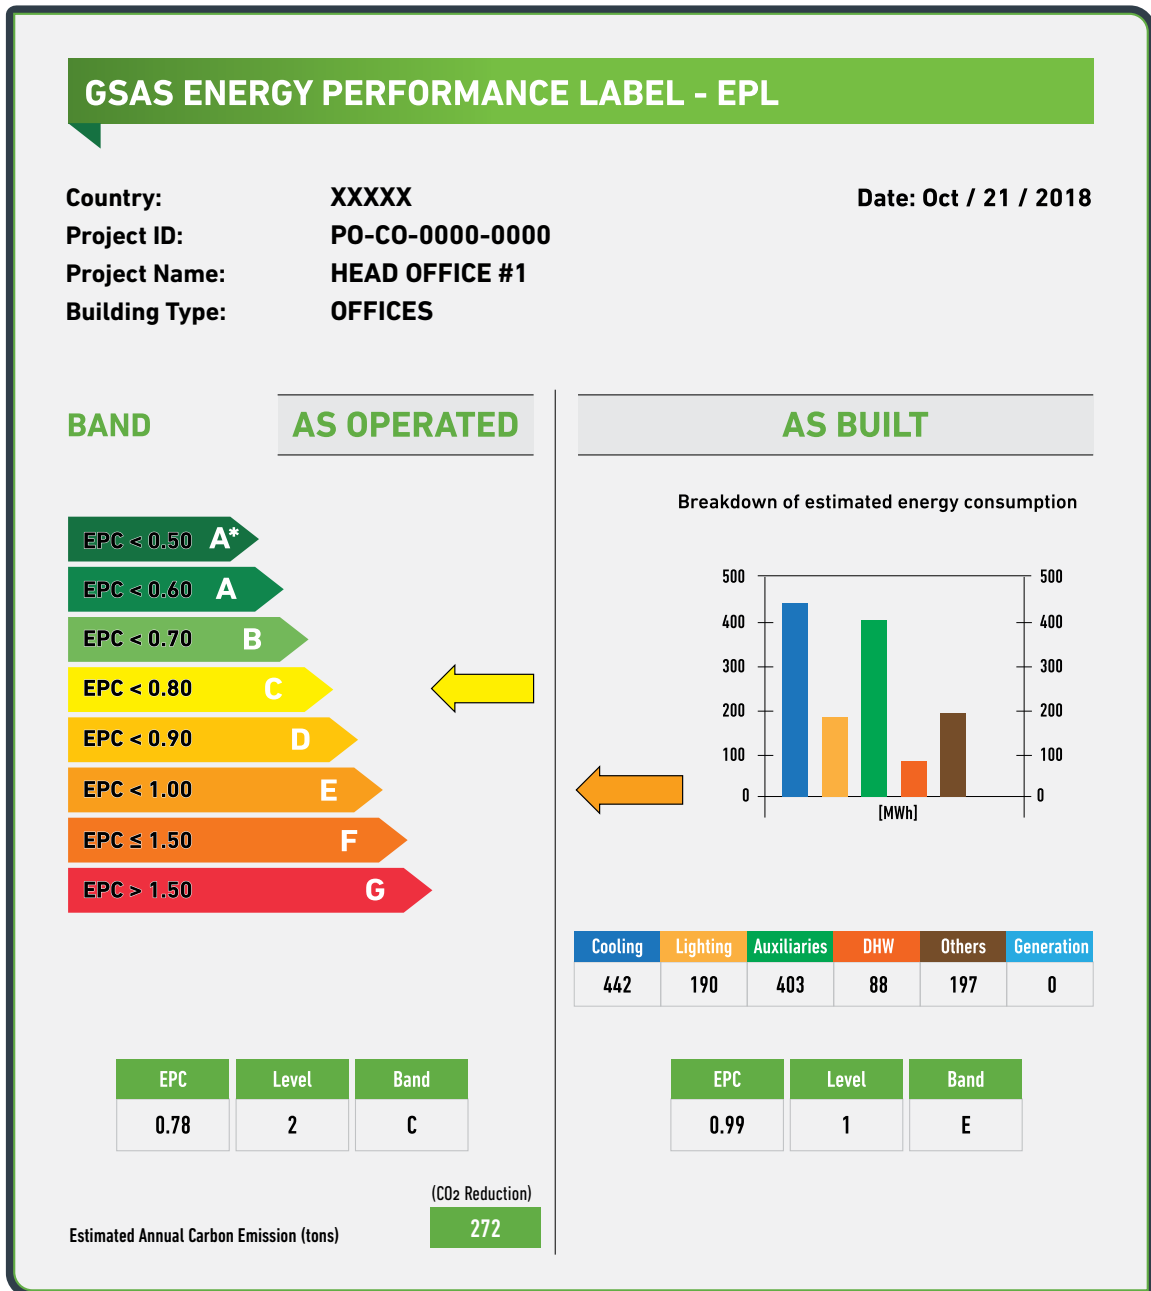 GSAS ENERGY PERFORMANCE LABEL - EPL
Country: XXXXX Date: Oct / 21 / 2018
Project ID: PO-CO-0000-0000
Project Name: HEAD OFFICE #1
Building Type: OFFICES
BAND AS OPERATED
EPC < 0.50 A*
EPC < 0.60 A
EPC < 0.70 B
EPC < 0.80 C
EPC < 0.90 D
EPC < 1.00 E
EPC ≤ 1.50 F
EPC > 1.50 G
EPC Level Band
0.78 2 C
(CO₂ Reduction)
Estimated Annual Carbon Emission (tons) 272
AS BUILT
Breakdown of estimated energy consumption
500 500
400 400
300 300
200 200
100 100
0 0
[MWh]
Cooling Lighting Auxiliaries DHW Others Generation
442 190 403 88 197 0
EPC Level Band
0.99 1 E